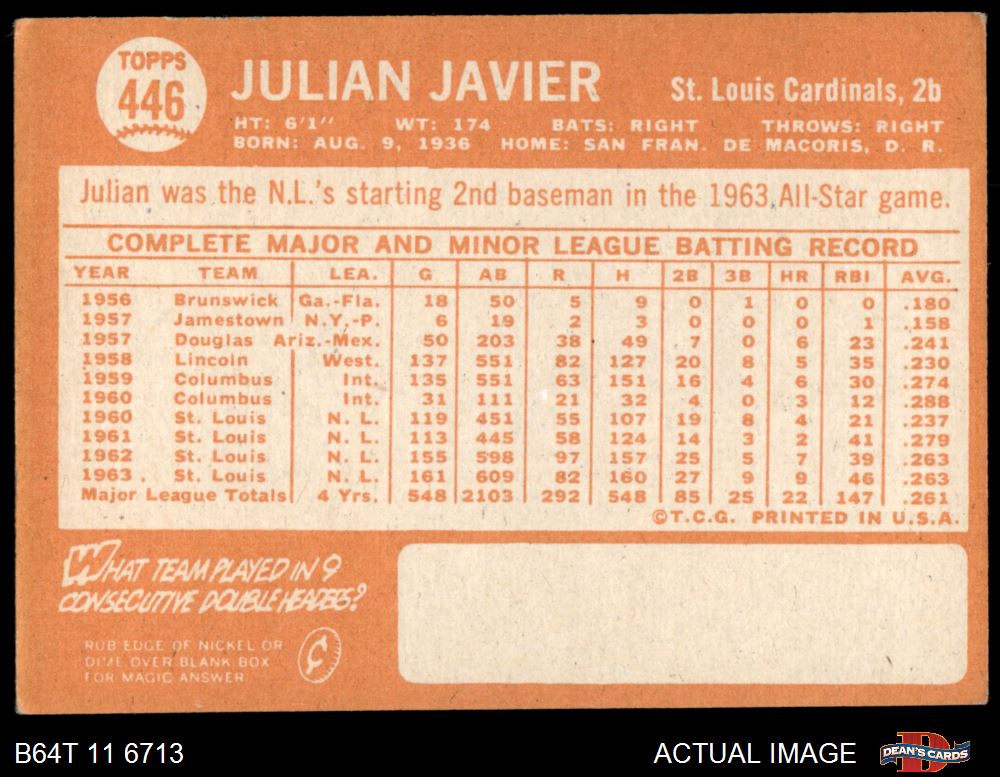 TOPPS
446
JULIAN JAVIER
St. Louis Cardinals, 2b
HT: 6'1" WT: 174 BATS: RIGHT THROWS: RIGHT
BORN: AUG. 9, 1936 HOME: SAN FRAN. DE MACORIS, D. R.
Julian was the N.L.'s starting 2nd baseman in the 1963 All-Star game.
COMPLETE MAJOR AND MINOR LEAGUE BATTING RECORD
YEAR TEAM LEA. G AB R H 2B 3B HR RBI AVG.
1956 Brunswick Ga.-Fla. 18 50 5 9 0 1 0 0 .180
1957 Jamestown N.Y.-P. 6 19 2 3 0 0 0 1 .158
1957 Douglas Ariz.-Mex. 50 203 38 49 7 0 6 23 .241
1958 Lincoln West. 137 551 82 127 20 8 5 35 .230
1959 Columbus Int. 135 551 63 151 16 4 6 30 .274
1960 Columbus Int. 31 111 21 32 4 0 3 12 .288
1960 St. Louis N. L. 119 451 55 107 19 8 4 21 .237
1961 St. Louis N. L. 113 445 58 124 14 3 2 41 .279
1962 St. Louis N. L. 155 598 97 157 25 5 7 39 .263
1963 St. Louis N. L. 161 609 82 160 27 9 9 46 .263
Major League Totals 4 Yrs. 548 2103 292 548 85 25 22 147 .261
©T.C.G. PRINTED IN U.S.A.
WHAT TEAM PLAYED IN 9
CONSECUTIVE DOUBLE HEADERS?
RUB EDGE OF NICKEL OR
DIME OVER BLANK BOX
FOR MAGIC ANSWER
¢
B64T 11 6713
ACTUAL IMAGE
D
DEAN'S CARDS